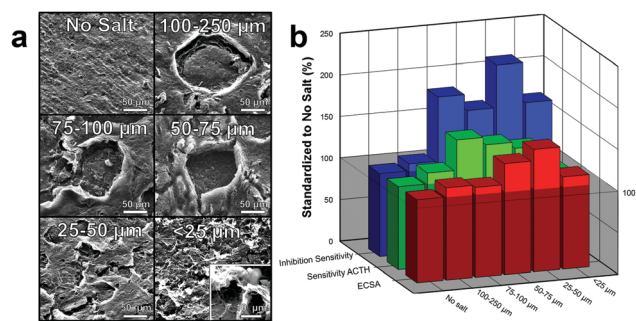 a
No Salt
50 µm
100-250 µm
50 µm
75-100 µm
50 µm
50-75 µm
50 µm
25-50 µm
50 µm
<25 µm
50 µm
b
Standardized to No Salt (%)
250
200
150
100
50
0
100
Inhibition Sensitivity
Sensitivity ACTH
ECSA
No salt
100-250 µm
75-100 µm
50-75 µm
25-50 µm
<25 µm